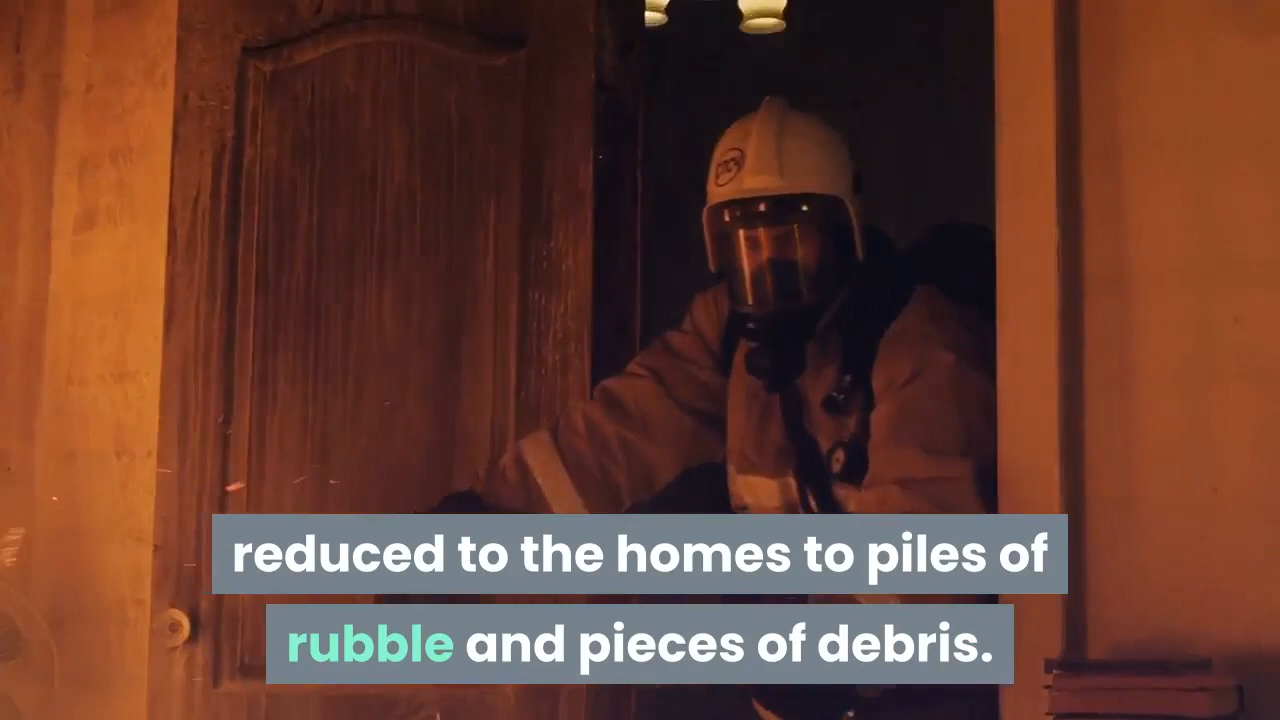 reduced to the homes to piles of
rubble and pieces of debris.